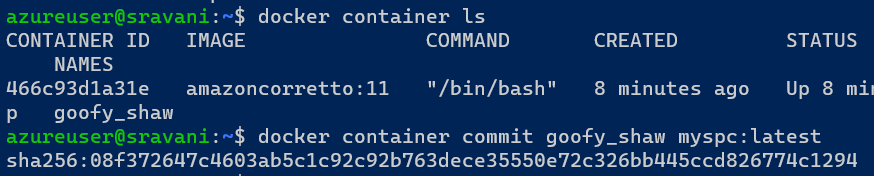 azureuser@sravani:~$ docker container ls
CONTAINER ID   IMAGE                COMMAND       CREATED         STATUS
    NAMES
466c93d1a31e   amazoncorretto:11   "/bin/bash"   8 minutes ago   Up 8 min
p   goofy_shaw
azureuser@sravani:~$ docker container commit goofy_shaw myspc:latest
sha256:08f372647c4603ab5c1c92c92b763dece35550e72c326bb445ccd826774c1294